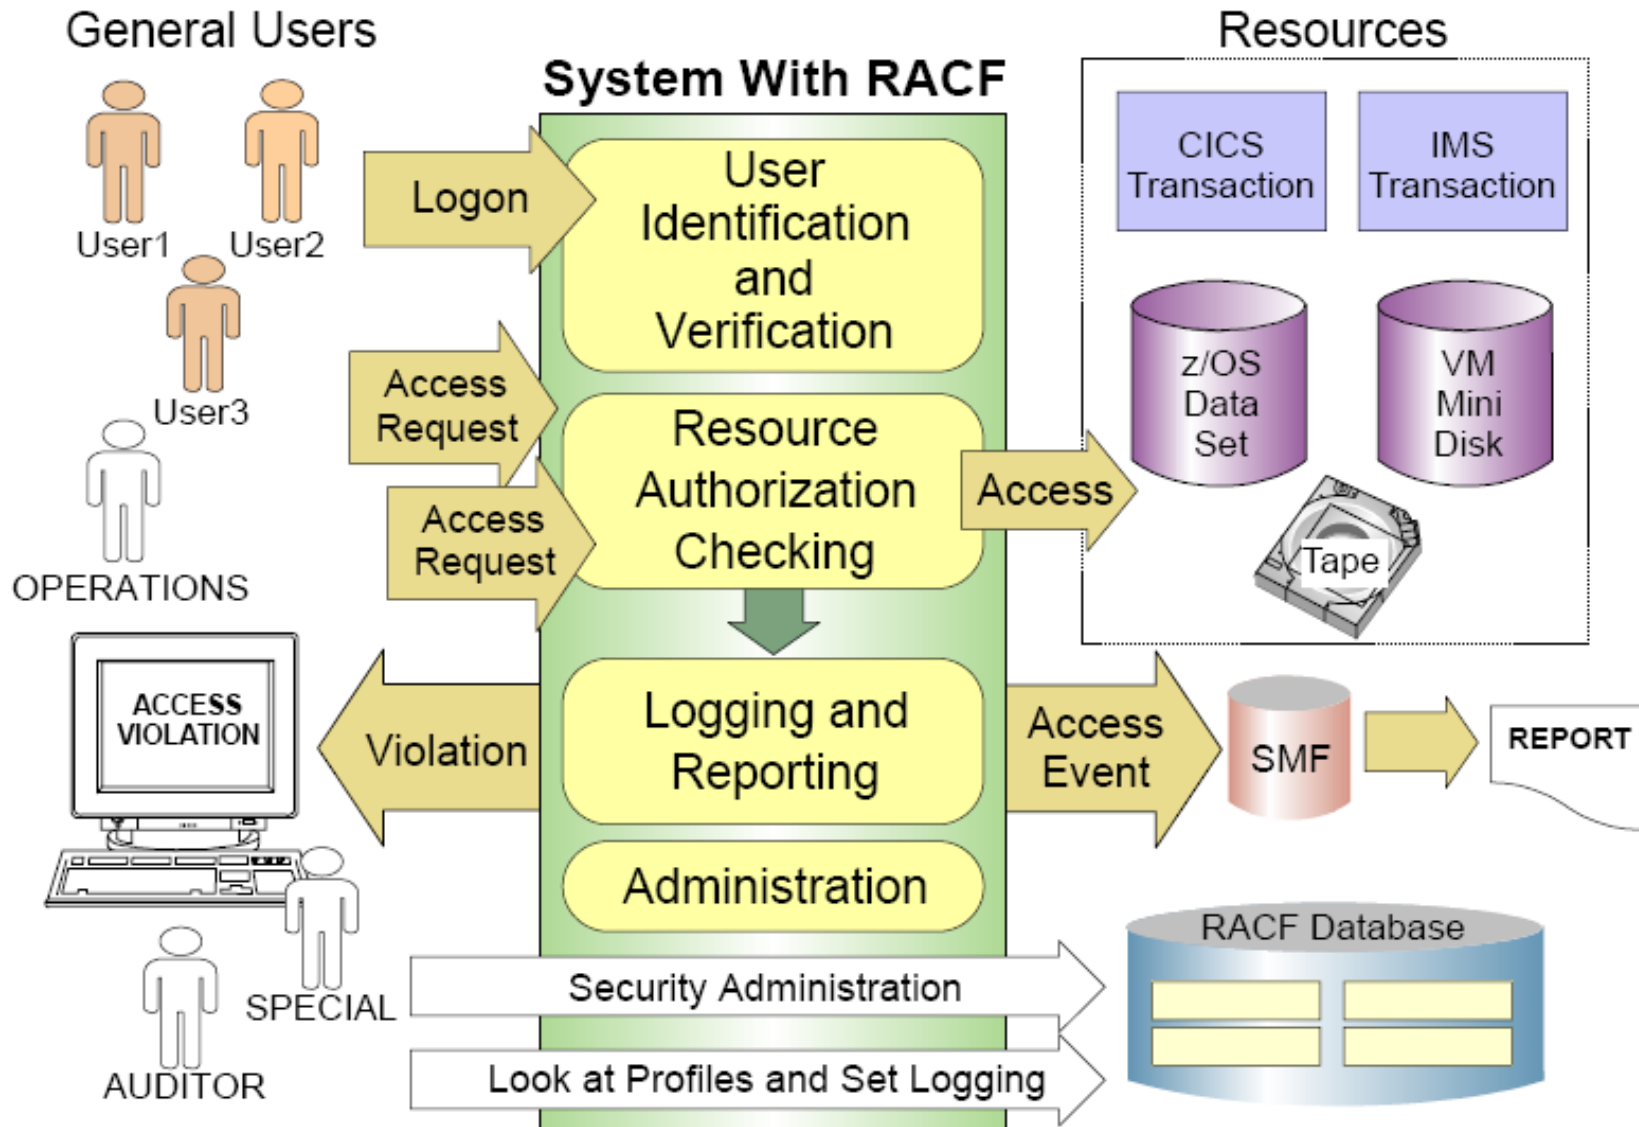 General Users
Resources
System With RACF
User1
User2
User3
OPERATIONS
Logon
User
Identification
and
Verification
Access
Request
Access
Request
Resource
Authorization
Checking
Access
CICS
Transaction
IMS
Transaction
z/OS
Data
Set
VM
Mini
Disk
Tape
ACCESS
VIOLATION
Violation
Logging and
Reporting
Access
Event
SMF
REPORT
Administration
SPECIAL
AUDITOR
Security Administration
Look at Profiles and Set Logging
RACF Database